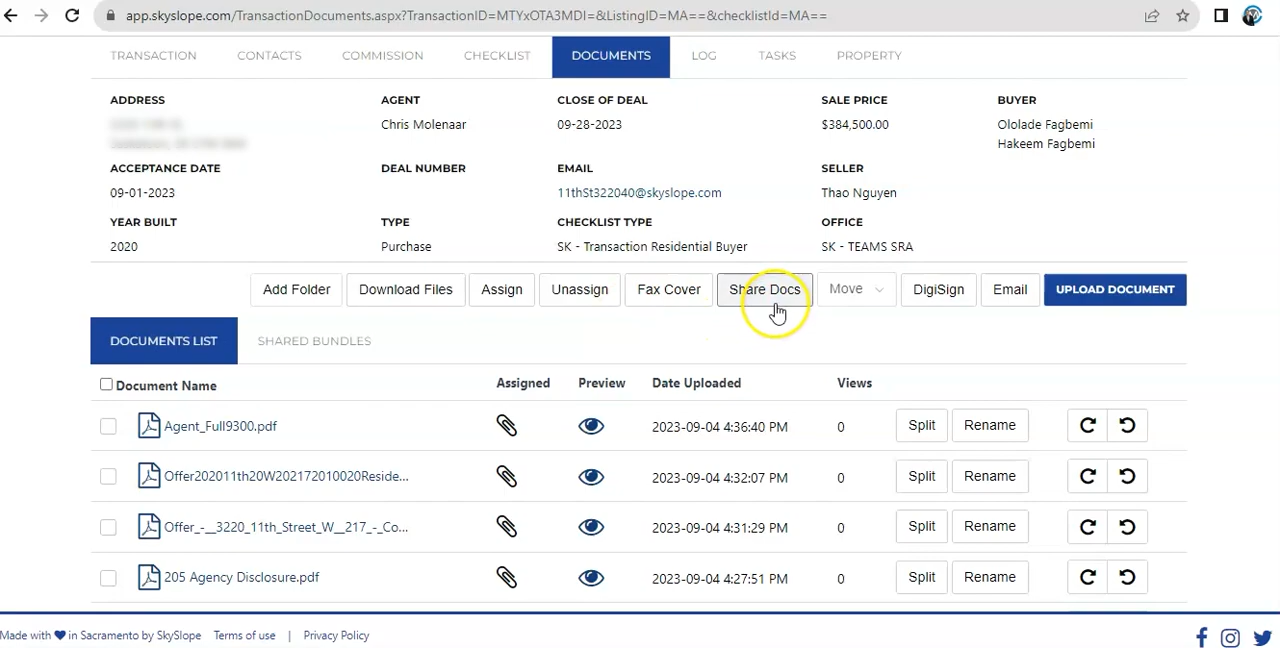 app.skyslope.com/TransactionDocuments.aspx?TransactionID=MTYxOTA3MDI=&ListingID=MA==&checklistId=MA==
TRANSACTION CONTACTS COMMISSION CHECKLIST DOCUMENTS LOG TASKS PROPERTY
ADDRESS AGENT CLOSE OF DEAL SALE PRICE BUYER
Chris Molenaar 09-28-2023 $384,500.00 Ololade Fagbemi
Hakeem Fagbemi
ACCEPTANCE DATE DEAL NUMBER EMAIL SELLER
09-01-2023 11thSt322040@skyslope.com Thao Nguyen
YEAR BUILT TYPE CHECKLIST TYPE OFFICE
2020 Purchase SK - Transaction Residential Buyer SK - TEAMS SRA
Add Folder Download Files Assign Unassign Fax Cover Share Docs Move DigiSign Email UPLOAD DOCUMENT
DOCUMENTS LIST SHARED BUNDLES
Document Name Assigned Preview Date Uploaded Views
Agent_Full9300.pdf 2023-09-04 4:36:40 PM 0 Split Rename
Offer202011th20W202172010020Reside... 2023-09-04 4:32:07 PM 0 Split Rename
Offer_-__3220_11th_Street_W__217_-_Co... 2023-09-04 4:31:29 PM 0 Split Rename
205 Agency Disclosure.pdf 2023-09-04 4:27:51 PM 0 Split Rename
Made with in Sacramento by SkySlope Terms of use | Privacy Policy